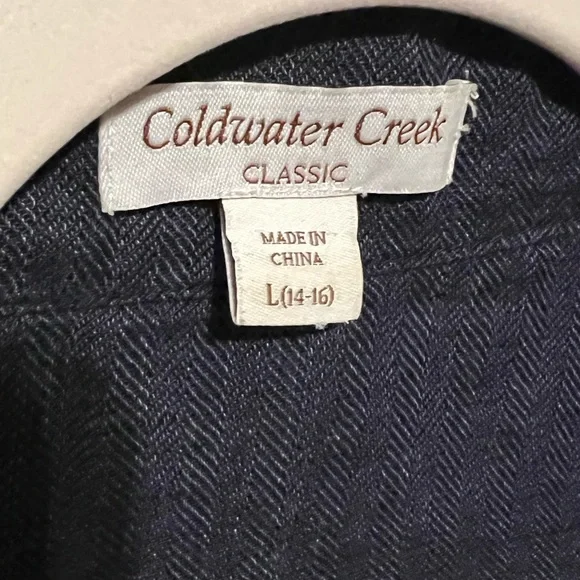 Coldwater Creek
CLASSIC
MADE IN
CHINA
L(14-16)